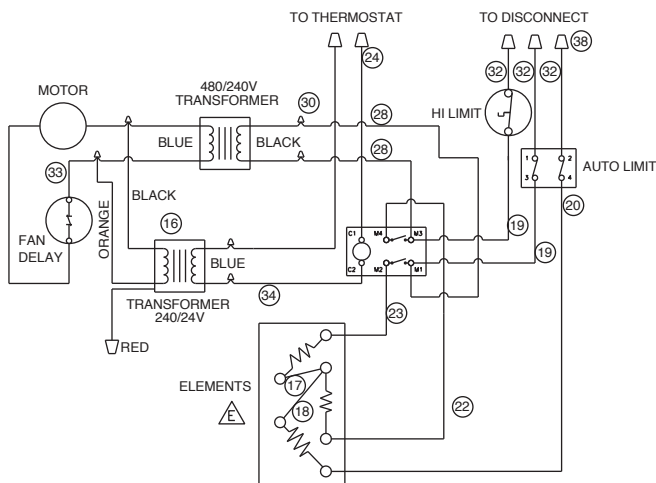 TO THERMOSTAT
TO DISCONNECT
24
38
32 32 32
MOTOR
480/240V
TRANSFORMER
30
28
HI LIMIT
BLUE
BLACK
28
1 2
3 4
AUTO LIMIT
33
BLACK
ORANGE
16
20
FAN
DELAY
C1
M4
M3
19
BLUE
C2
M2
M1
19
34
TRANSFORMER
240/24V
23
RED
ELEMENTS
17
18
22
E